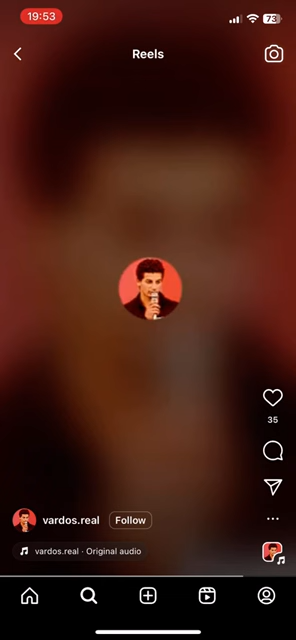 19:53
73
Reels
35
vardos.real Follow
vardos.real · Original audio